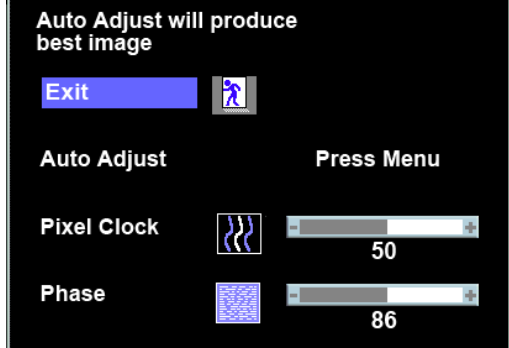 Auto Adjust will produce
best image
Exit
Auto Adjust Press Menu
Pixel Clock - +
50
Phase - +
86